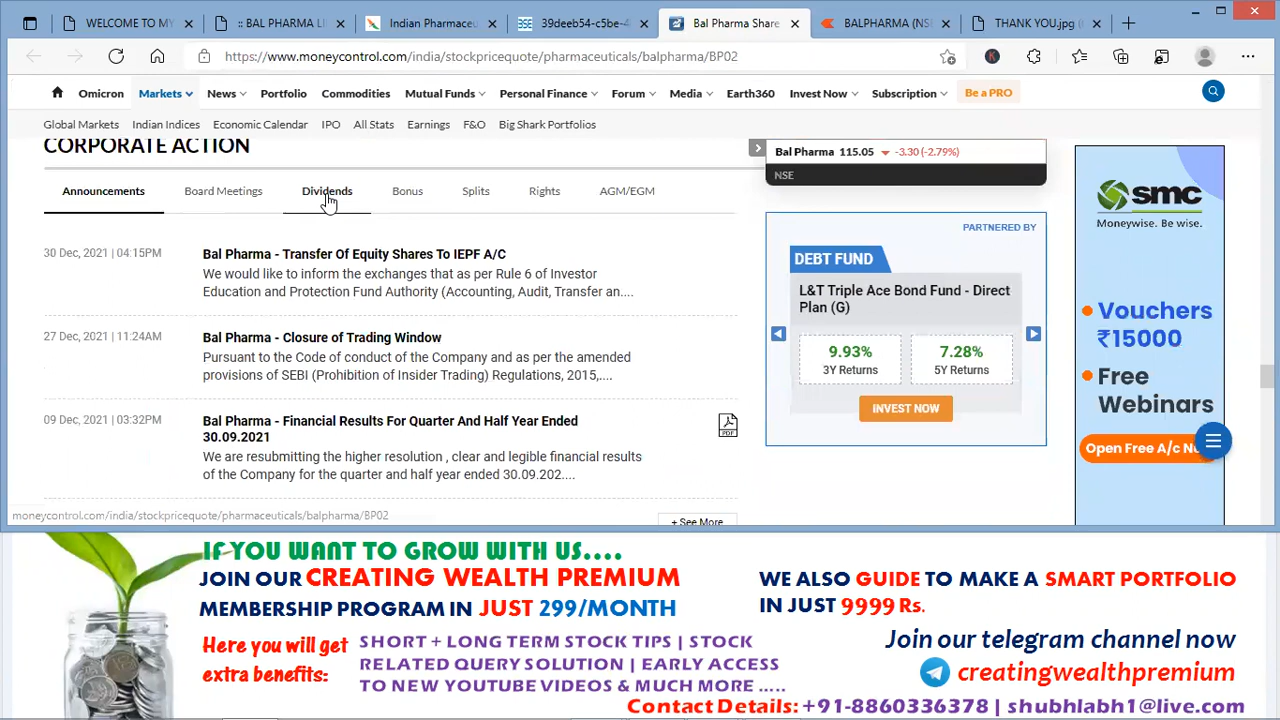 WELCOME TO MY
:: BAL PHARMA LI
Indian Pharmaceu
39deeb54-c5be-4
Bal Pharma Share
BALPHARMA (NSE
THANK YOU.jpg (
https://www.moneycontrol.com/india/stockpricequote/pharmaceuticals/balpharma/BP02
Omicron Markets News Portfolio Commodities Mutual Funds Personal Finance Forum Media Earth360 Invest Now Subscription Be a PRO
Global Markets Indian Indices Economic Calendar IPO All Stats Earnings F&O Big Shark Portfolios
CORPORATE ACTION
Announcements Board Meetings Dividends Bonus Splits Rights AGM/EGM
30 Dec, 2021 | 04:15PM
Bal Pharma - Transfer Of Equity Shares To IEPF A/C
We would like to inform the exchanges that as per Rule 6 of Investor
Education and Protection Fund Authority (Accounting, Audit, Transfer an....
27 Dec, 2021 | 11:24AM
Bal Pharma - Closure of Trading Window
Pursuant to the Code of conduct of the Company and as per the amended
provisions of SEBI (Prohibition of Insider Trading) Regulations, 2015,....
09 Dec, 2021 | 03:32PM
Bal Pharma - Financial Results For Quarter And Half Year Ended
30.09.2021
We are resubmitting the higher resolution , clear and legible financial results
of the Company for the quarter and half year ended 30.09.202....
PDF
+ See More
moneycontrol.com/india/stockpricequote/pharmaceuticals/balpharma/BP02
Bal Pharma 115.05 -3.30 (-2.79%)
NSE
PARTNERED BY
DEBT FUND
L&T Triple Ace Bond Fund - Direct
Plan (G)
9.93% 7.28%
3Y Returns 5Y Returns
INVEST NOW
smc
Moneywise. Be wise.
Vouchers
₹15000
Free
Webinars
Open Free A/c No
IF YOU WANT TO GROW WITH US....
JOIN OUR CREATING WEALTH PREMIUM
MEMBERSHIP PROGRAM IN JUST 299/MONTH
Here you will get
extra benefits:
SHORT + LONG TERM STOCK TIPS | STOCK
RELATED QUERY SOLUTION | EARLY ACCESS
TO NEW YOUTUBE VIDEOS & MUCH MORE .....
WE ALSO GUIDE TO MAKE A SMART PORTFOLIO
IN JUST 9999 Rs.
Join our telegram channel now
creatingwealthpremium
Contact Details: +91-8860336378 | shubhlabh1@live.com